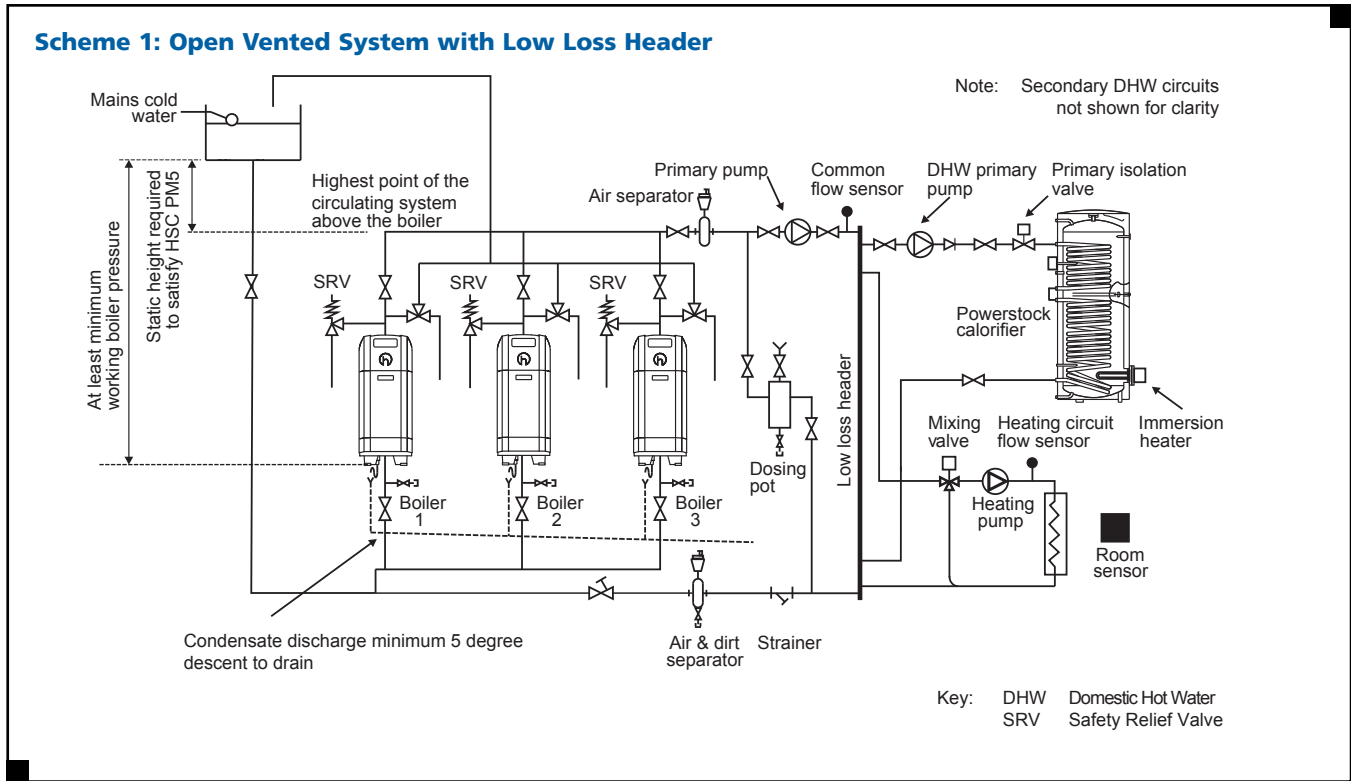 Scheme 1: Open Vented System with Low Loss Header
Note: Secondary DHW circuits
not shown for clarity
Mains cold
water
At least minimum
working boiler pressure
Static height required
to satisfy HSC PM5
Highest point of the
circulating system
above the boiler
Air separator
Primary pump
Common
flow sensor
DHW primary
pump
Primary isolation
valve
SRV
SRV
SRV
Powerstock
calorifier
Immersion
heater
Low loss header
Dosing
pot
Mixing
valve
Heating circuit
flow sensor
Heating
pump
Room
sensor
Boiler
1
Boiler
2
Boiler
3
Condensate discharge minimum 5 degree
descent to drain
Air & dirt
separator
Strainer
Key: DHW Domestic Hot Water
SRV Safety Relief Valve